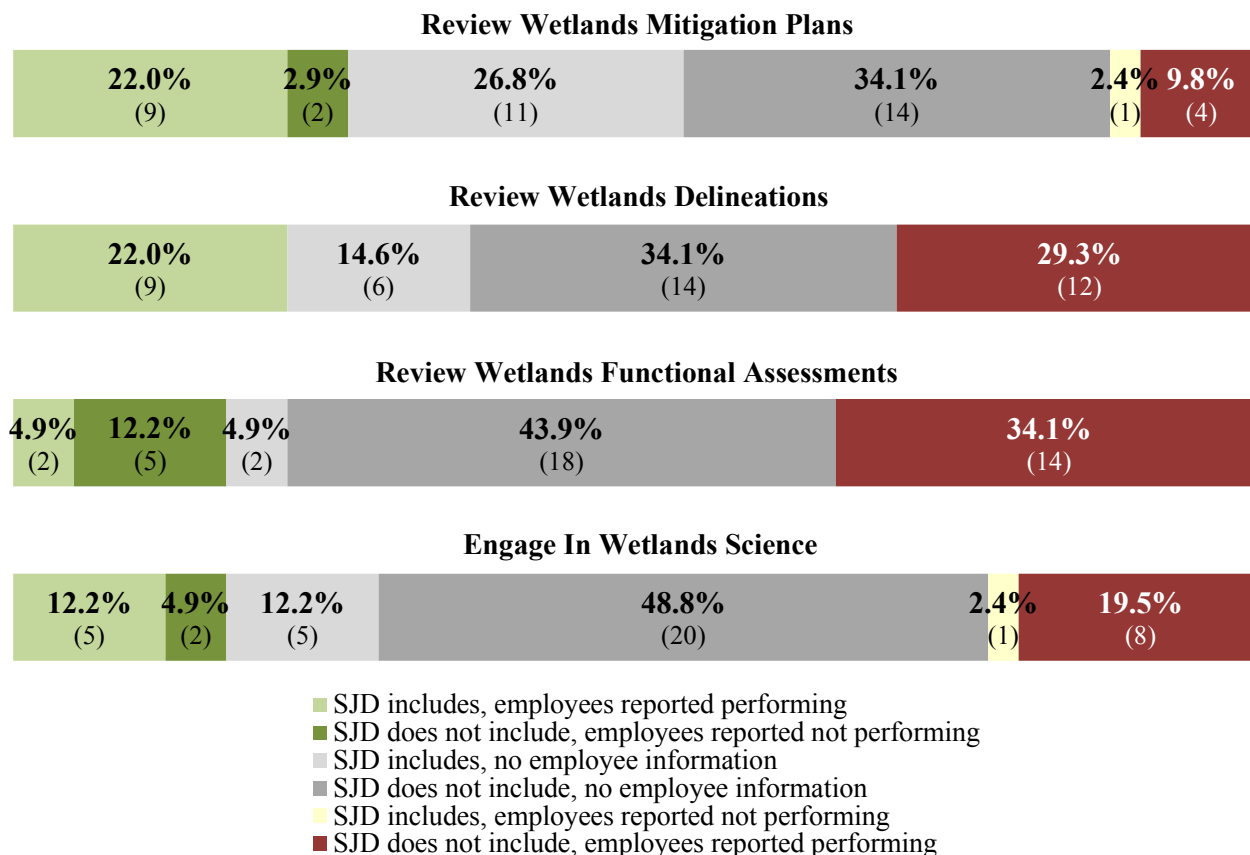 Review Wetlands Mitigation Plans
22.0% 2.9% 26.8% 34.1% 2.4% 9.8%
(9) (2) (11) (14) (1) (4)
Review Wetlands Delineations
22.0% 14.6% 34.1% 29.3%
(9) (6) (14) (12)
Review Wetlands Functional Assessments
4.9% 12.2% 4.9% 43.9% 34.1%
(2) (5) (2) (18) (14)
Engage In Wetlands Science
12.2% 4.9% 12.2% 48.8% 2.4% 19.5%
(5) (2) (5) (20) (1) (8)
SJD includes, employees reported performing
SJD does not include, employees reported not performing
SJD includes, no employee information
SJD does not include, no employee information
SJD includes, employees reported not performing
SJD does not include, employees reported performing